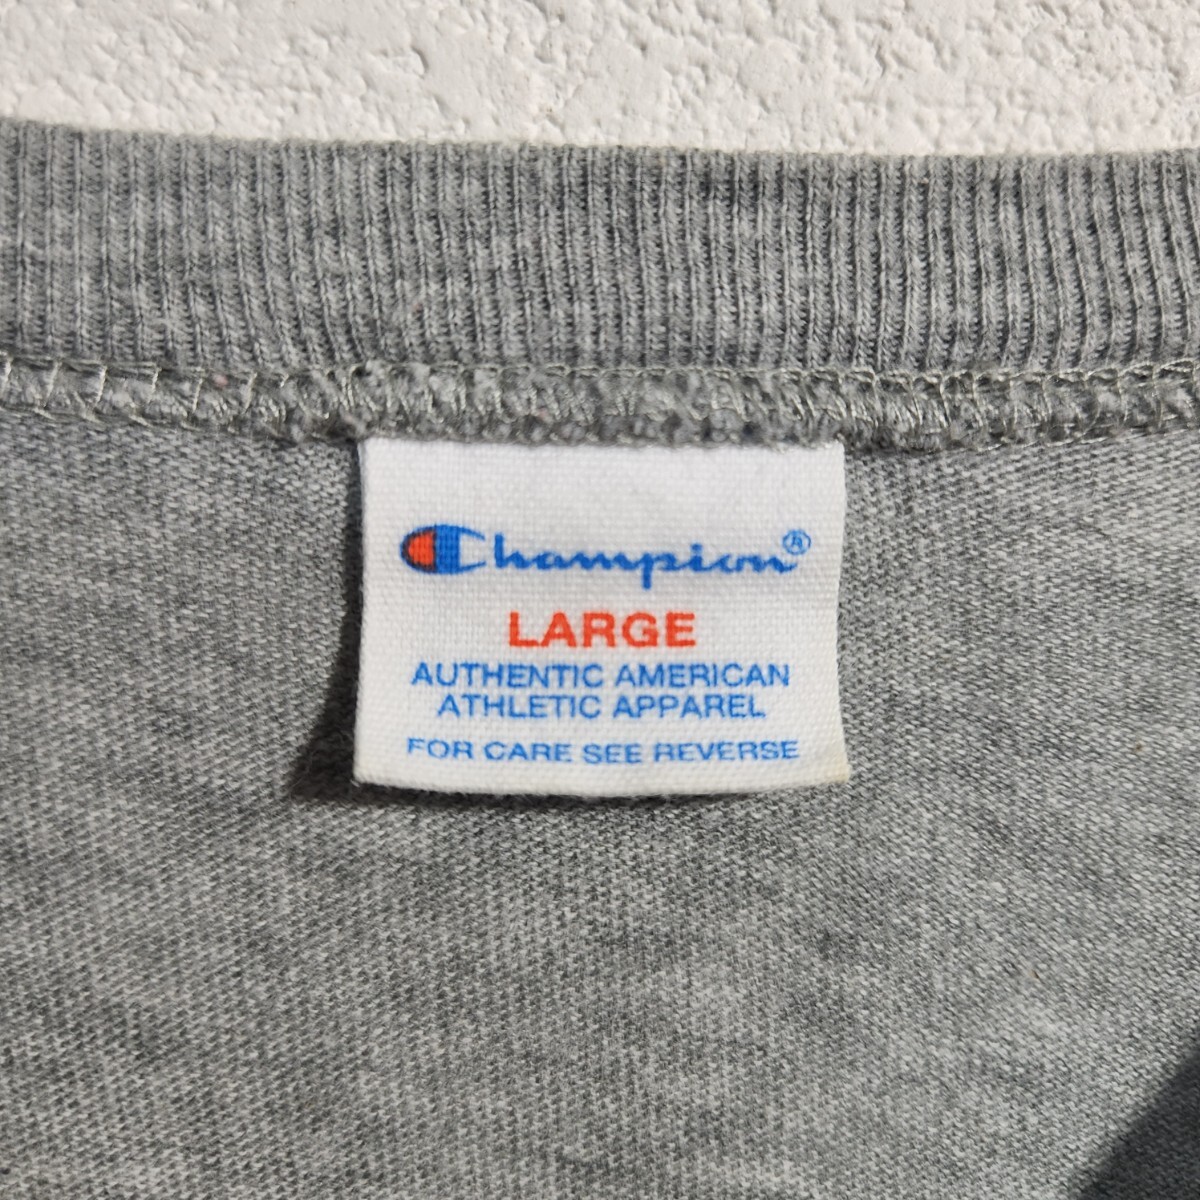 Champion®
LARGE
AUTHENTIC AMERICAN
ATHLETIC APPAREL
FOR CARE SEE REVERSE